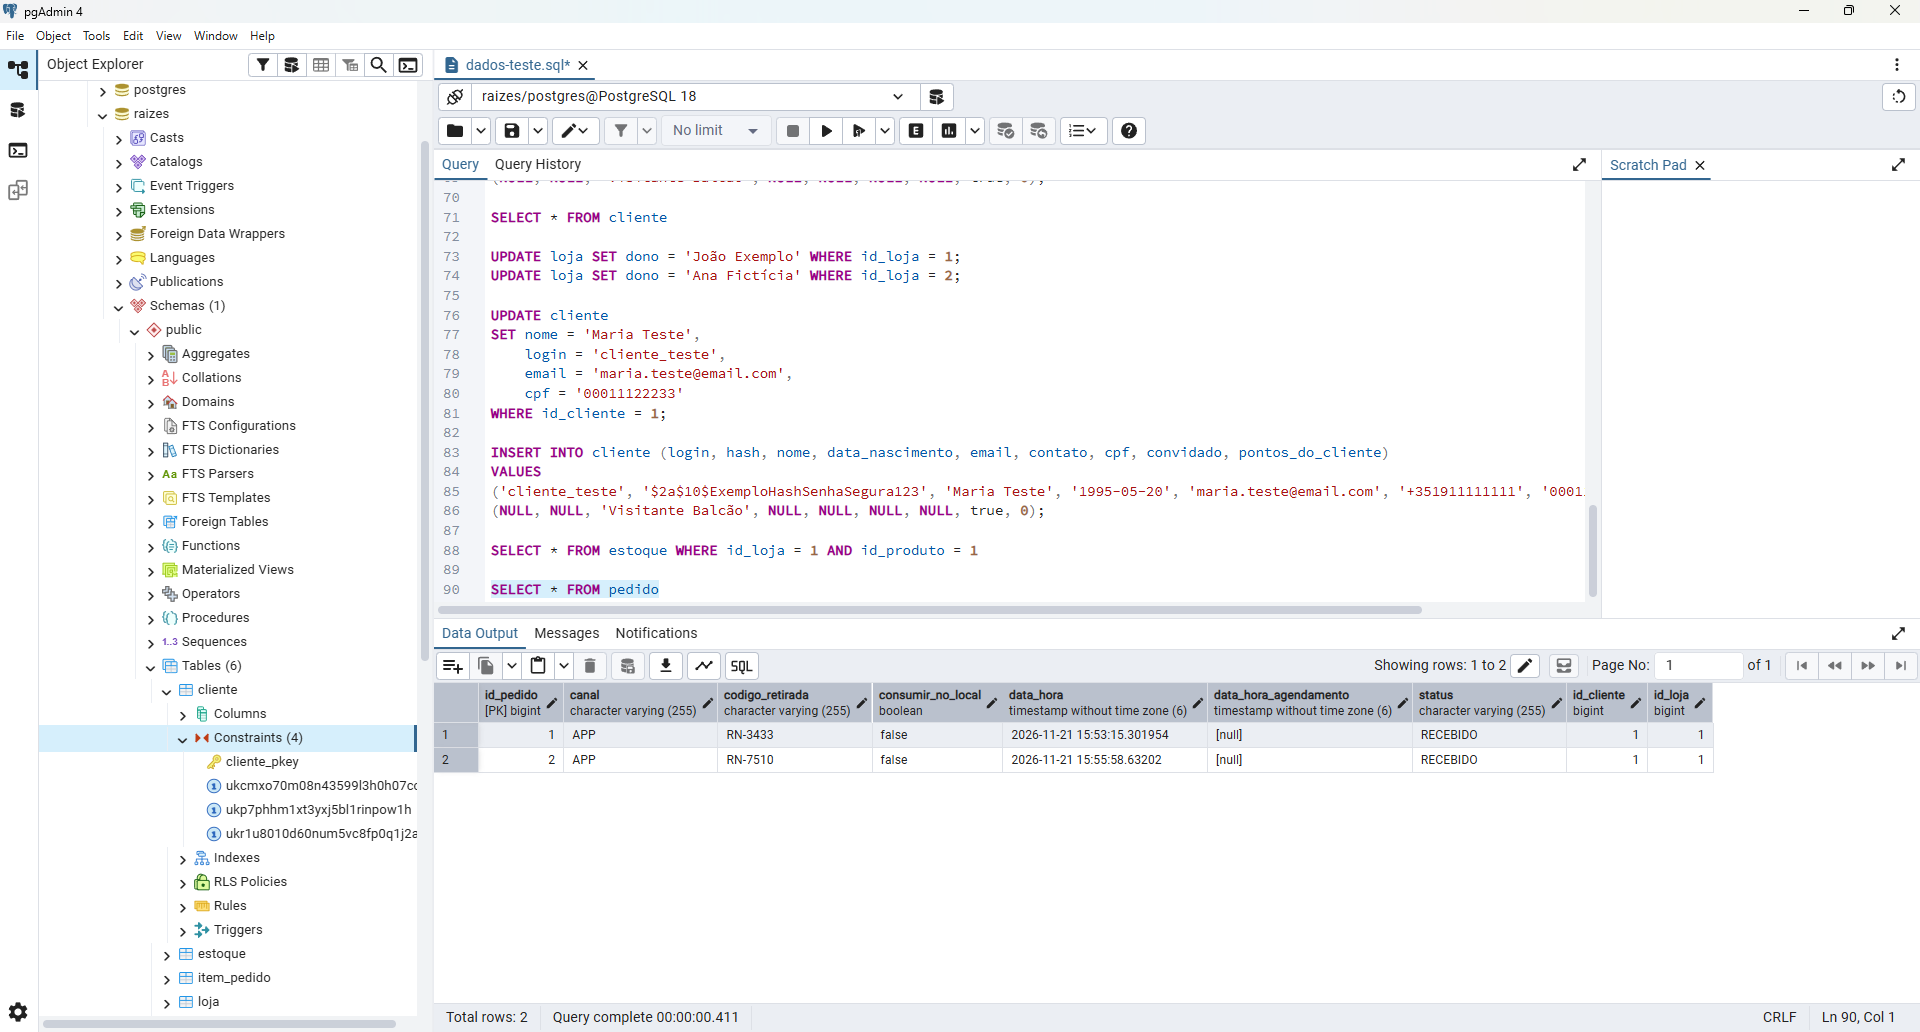 pgAdmin 4
File Object Tools Edit View Window Help
Object Explorer
postgres
raizes
Casts
Catalogs
Event Triggers
Extensions
Foreign Data Wrappers
Languages
Publications
Schemas (1)
public
Aggregates
Collations
Domains
FTS Configurations
FTS Dictionaries
FTS Parsers
FTS Templates
Foreign Tables
Functions
Materialized Views
Operators
Procedures
Sequences
Tables (6)
cliente
Columns
Constraints (4)
cliente_pkey
ukcmxo70m08n43599l3h0h07cc
ukp7phhm1xt3yxj5bl1rinpow1h
ukr1u8010d60num5vc8fp0q1j2a
Indexes
RLS Policies
Rules
Triggers
estoque
item_pedido
loja
dados-teste.sql*
raizes/postgres@PostgreSQL 18
No limit
Query Query History
Scratch Pad
70
71 SELECT * FROM cliente
72
73 UPDATE loja SET dono = 'João Exemplo' WHERE id_loja = 1;
74 UPDATE loja SET dono = 'Ana Fictícia' WHERE id_loja = 2;
75
76 UPDATE cliente
77 SET nome = 'Maria Teste',
78 login = 'cliente_teste',
79 email = 'maria.teste@email.com',
80 cpf = '00011122233'
81 WHERE id_cliente = 1;
82
83 INSERT INTO cliente (login, hash, nome, data_nascimento, email, contato, cpf, convidado, pontos_do_cliente)
84 VALUES
85 ('cliente_teste', '$2a$10$ExemploHashSenhaSegura123', 'Maria Teste', '1995-05-20', 'maria.teste@email.com', '+351911111111', '0001
86 (NULL, NULL, 'Visitante Balcão', NULL, NULL, NULL, NULL, true, 0);
87
88 SELECT * FROM estoque WHERE id_loja = 1 AND id_produto = 1
89
90 SELECT * FROM pedido
Data Output Messages Notifications
SQL Showing rows: 1 to 2 Page No: 1 of 1
id_pedido canal codigo_retirada consumir_no_local data_hora data_hora_agendamento status id_cliente id_loja
[PK] bigint character varying (255) character varying (255) boolean timestamp without time zone (6) timestamp without time zone (6) character varying (255) bigint bigint
1 1 APP RN-3433 false 2026-11-21 15:53:15.301954 [null] RECEBIDO 1 1
2 2 APP RN-7510 false 2026-11-21 15:55:58.63202 [null] RECEBIDO 1 1
Total rows: 2 Query complete 00:00:00.411 CRLF Ln 90, Col 1